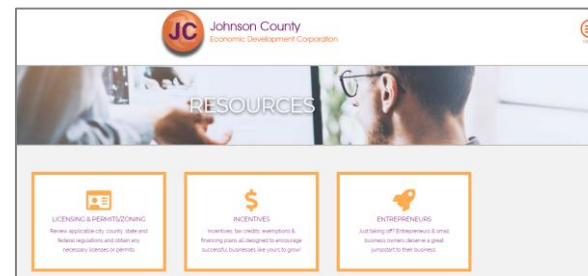 JC
Johnson County
Economic Development Corporation
RESOURCES
LICENSING & PERMITS/ZONING
Review applicable city, county, state and
federal regulations and obtain any
necessary licenses or permits
INCENTIVES
Incentives, tax credits, exemptions &
financing plans all designed to encourage
successful businesses like yours to grow!
ENTREPRENEURS
Just taking off? Entrepreneurs & small
business owners deserve a great
jumpstart to their business.